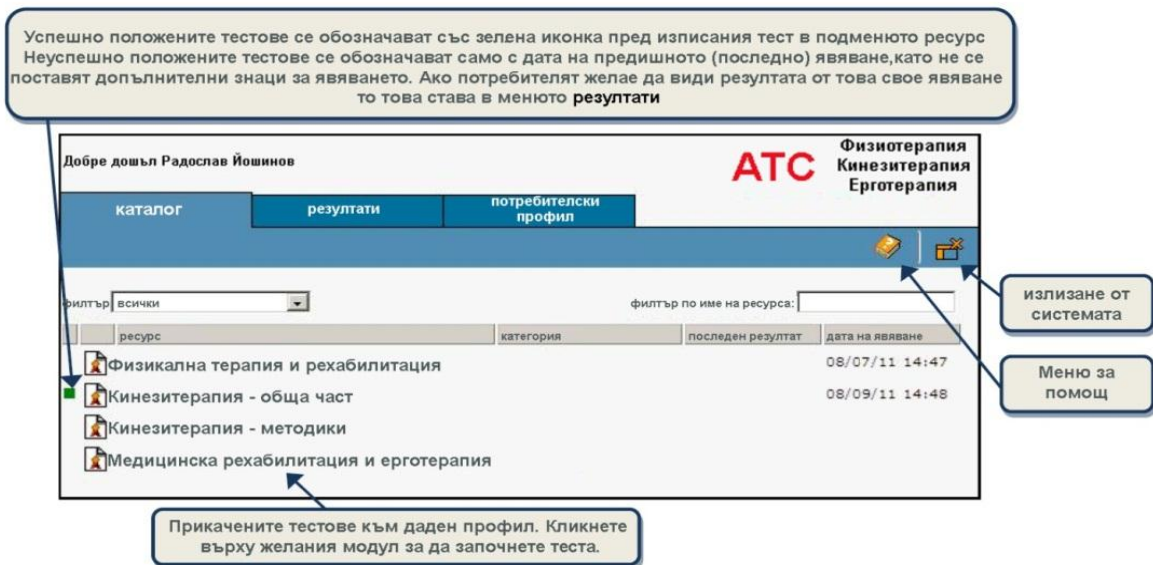 Успешно положените тестове се обозначават със зелена иконка пред изписания тест в подменюто ресурс
Неуспешно положените тестове се обозначават само с дата на предишното (последно) явяване,като не се
поставят допълнителни знаци за явяването. Ако потребителят желае да види резултата от това свое явяване
то това става в менюто резултати
Добре дошъл Радослав Йошинов
АТС
Физиотерапия
Кинезитерапия
Ерготерапия
каталог
резултати
потребителски
профил
филтър
всички
филтър по име на ресурса:
ресурс
категория
последен резултат
дата на явяване
Физикална терапия и рехабилитация
08/07/11 14:47
Кинезитерапия - обща част
08/09/11 14:48
Кинезитерапия - методики
Медицинска рехабилитация и ерготерапия
излизане от
системата
Меню за
помощ
Прикачените тестове към даден профил. Кликнете
върху желания модул за да започнете теста.